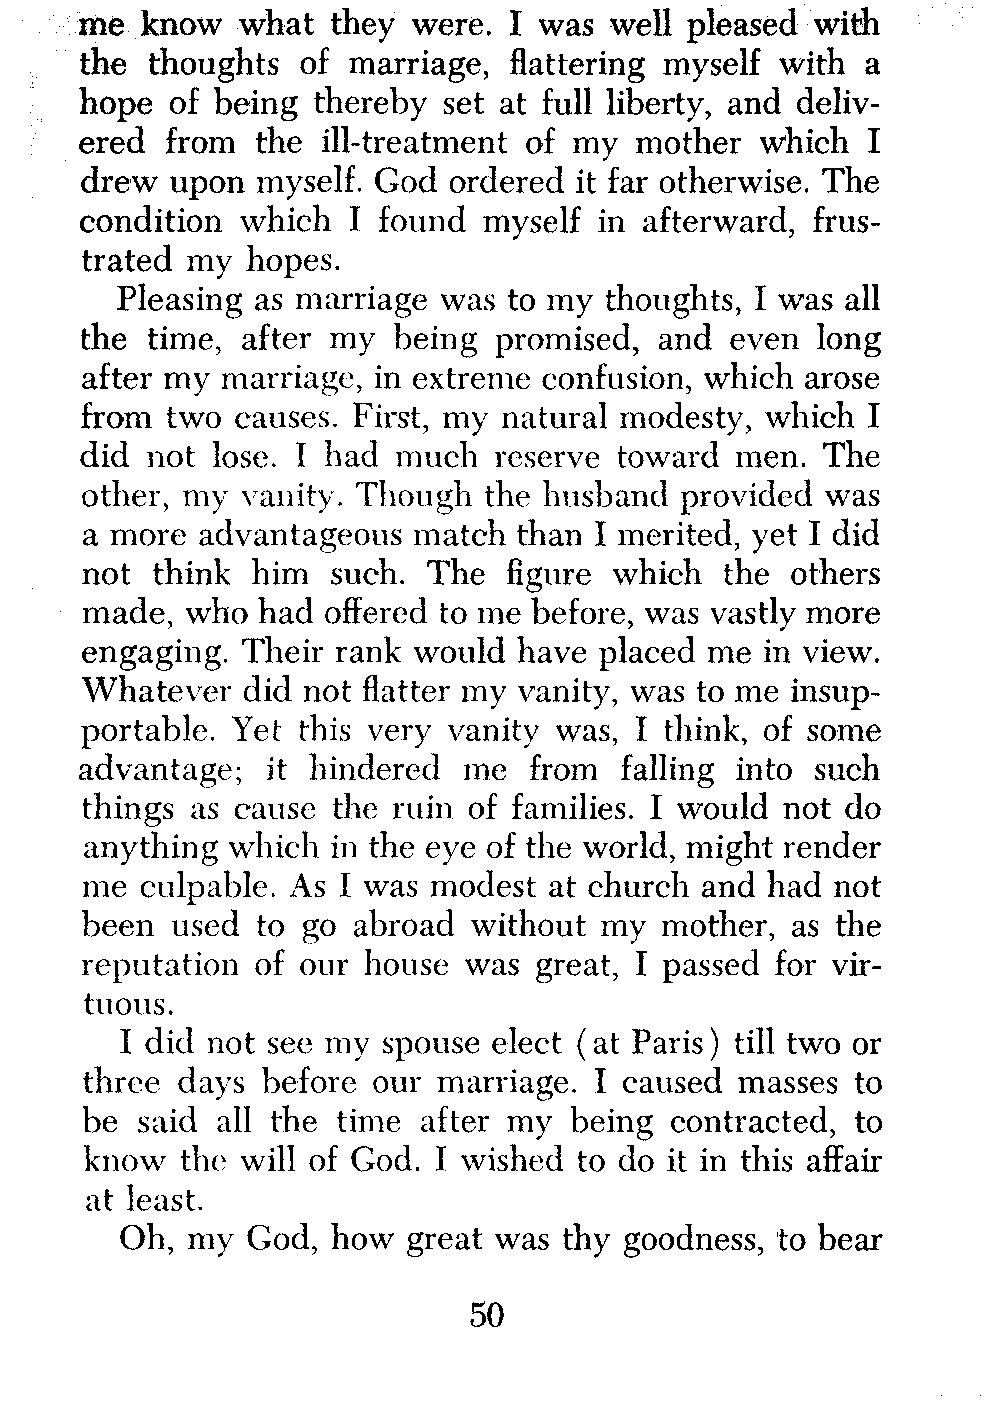 me know what they were. I was well pleased with
the thoughts of marriage, flattering myself with a
hope of being thereby set at full liberty, and deliv-
ered from the ill-treatment of my mother which I
drew upon myself. God ordered it far otherwise. The
condition which I found myself in afterward, frus-
trated my hopes.
Pleasing as marriage was to my thoughts, I was all
the time, after my being promised, and even long
after my marriage, in extreme confusion, which arose
from two causes. First, my natural modesty, which I
did not lose. I had much reserve toward men. The
other, my vanity. Though the husband provided was
a more advantageous match than I merited, yet I did
not think him such. The figure which the others
made, who had offered to me before, was vastly more
engaging. Their rank would have placed me in view.
Whatever did not flatter my vanity, was to me insup-
portable. Yet this very vanity was, I think, of some
advantage; it hindered me from falling into such
things as cause the ruin of families. I would not do
anything which in the eye of the world, might render
me culpable. As I was modest at church and had not
been used to go abroad without my mother, as the
reputation of our house was great, I passed for vir-
tuous.
I did not see my spouse elect (at Paris) till two or
three days before our marriage. I caused masses to
be said all the time after my being contracted, to
know the will of God. I wished to do it in this affair
at least.
Oh, my God, how great was thy goodness, to bear
50